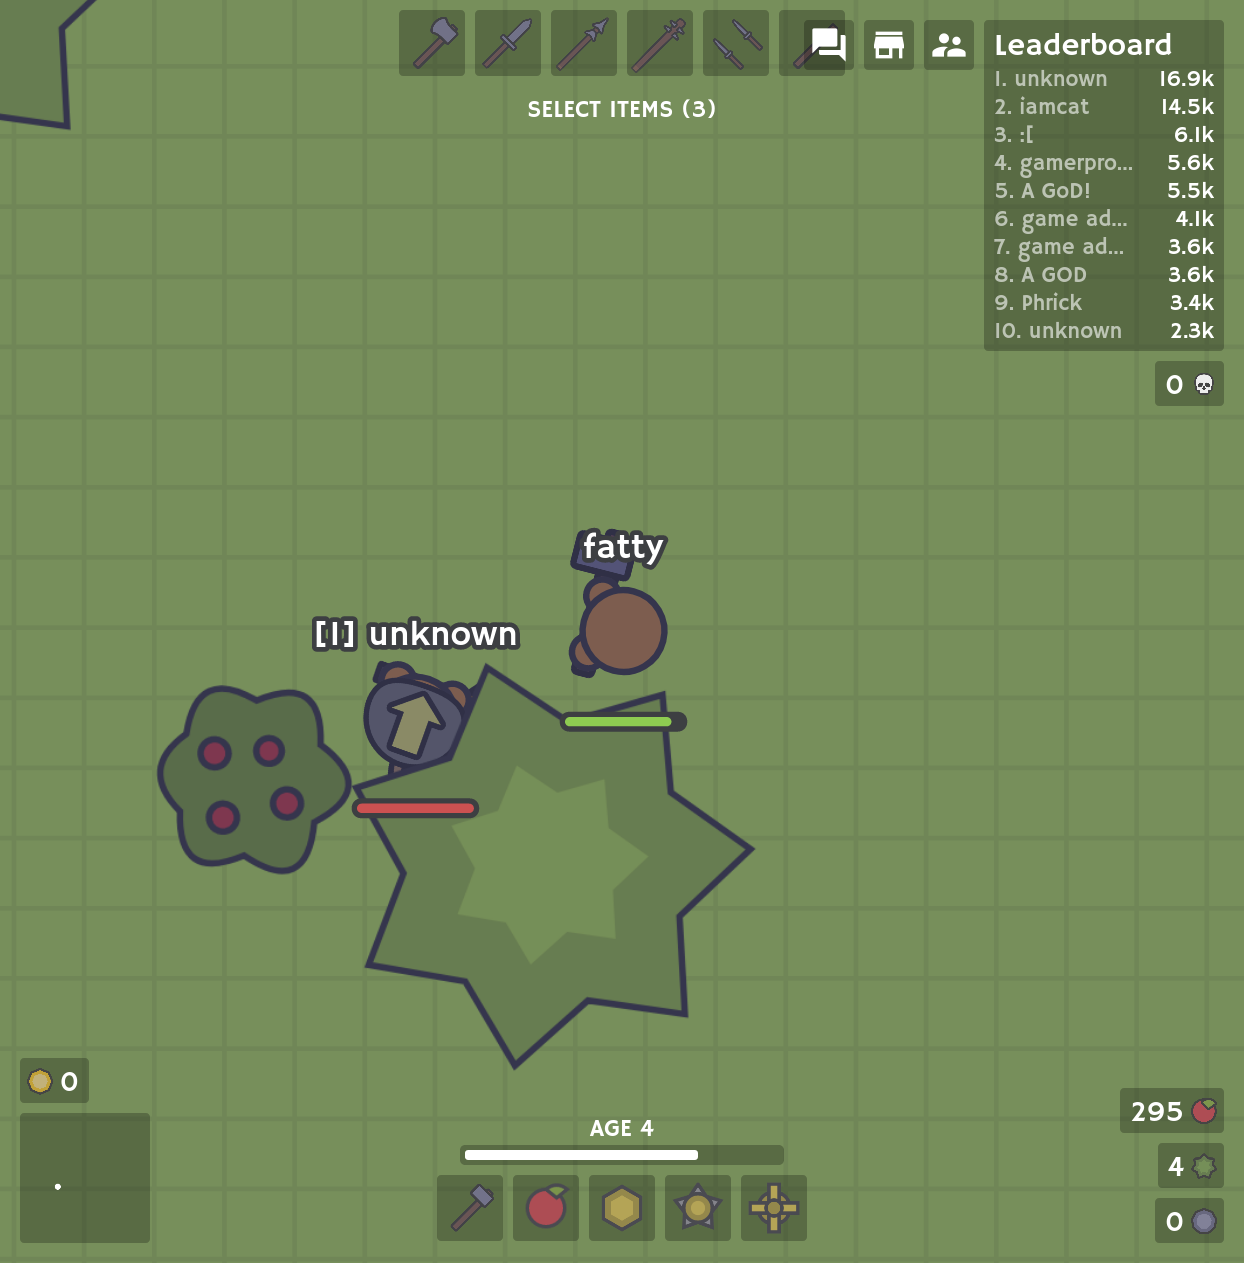 SELECT ITEMS (3)
Leaderboard
1. unknown 16.9k
2. iamcat 14.5k
3. :[ 6.1k
4. gamerpro... 5.6k
5. A GoD! 5.5k
6. game ad... 4.1k
7. game ad... 3.6k
8. A GOD 3.6k
9. Phrick 3.4k
10. unknown 2.3k
0
fatty
[1] unknown
0
AGE 4
295
4
0